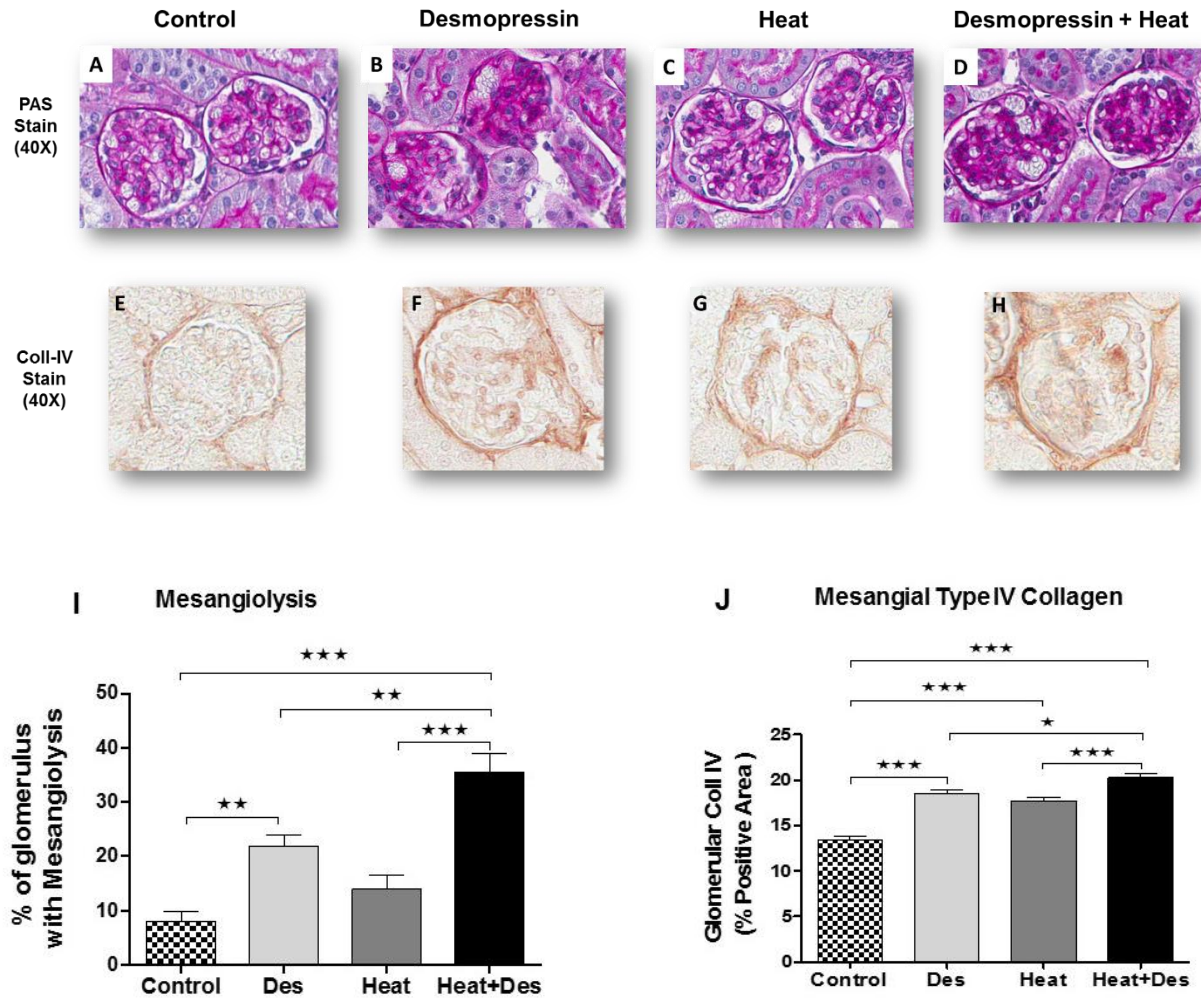 Control Desmopressin Heat Desmopressin + Heat
PAS
Stain
(40X)
A B C D
Coll-IV
Stain
(40X)
E F G H
I Mesangiolysis
★★★
★★
★★★
★★
% of glomerulus
with Mesangiolysis
50
40
30
20
10
0
Control Des Heat Heat+Des
J Mesangial Type IV Collagen
★★★
★★★
★
★★★ ★★★
Glomerular Coll IV
(% Positive Area )
25
20
15
10
5
0
Control Des Heat Heat+Des